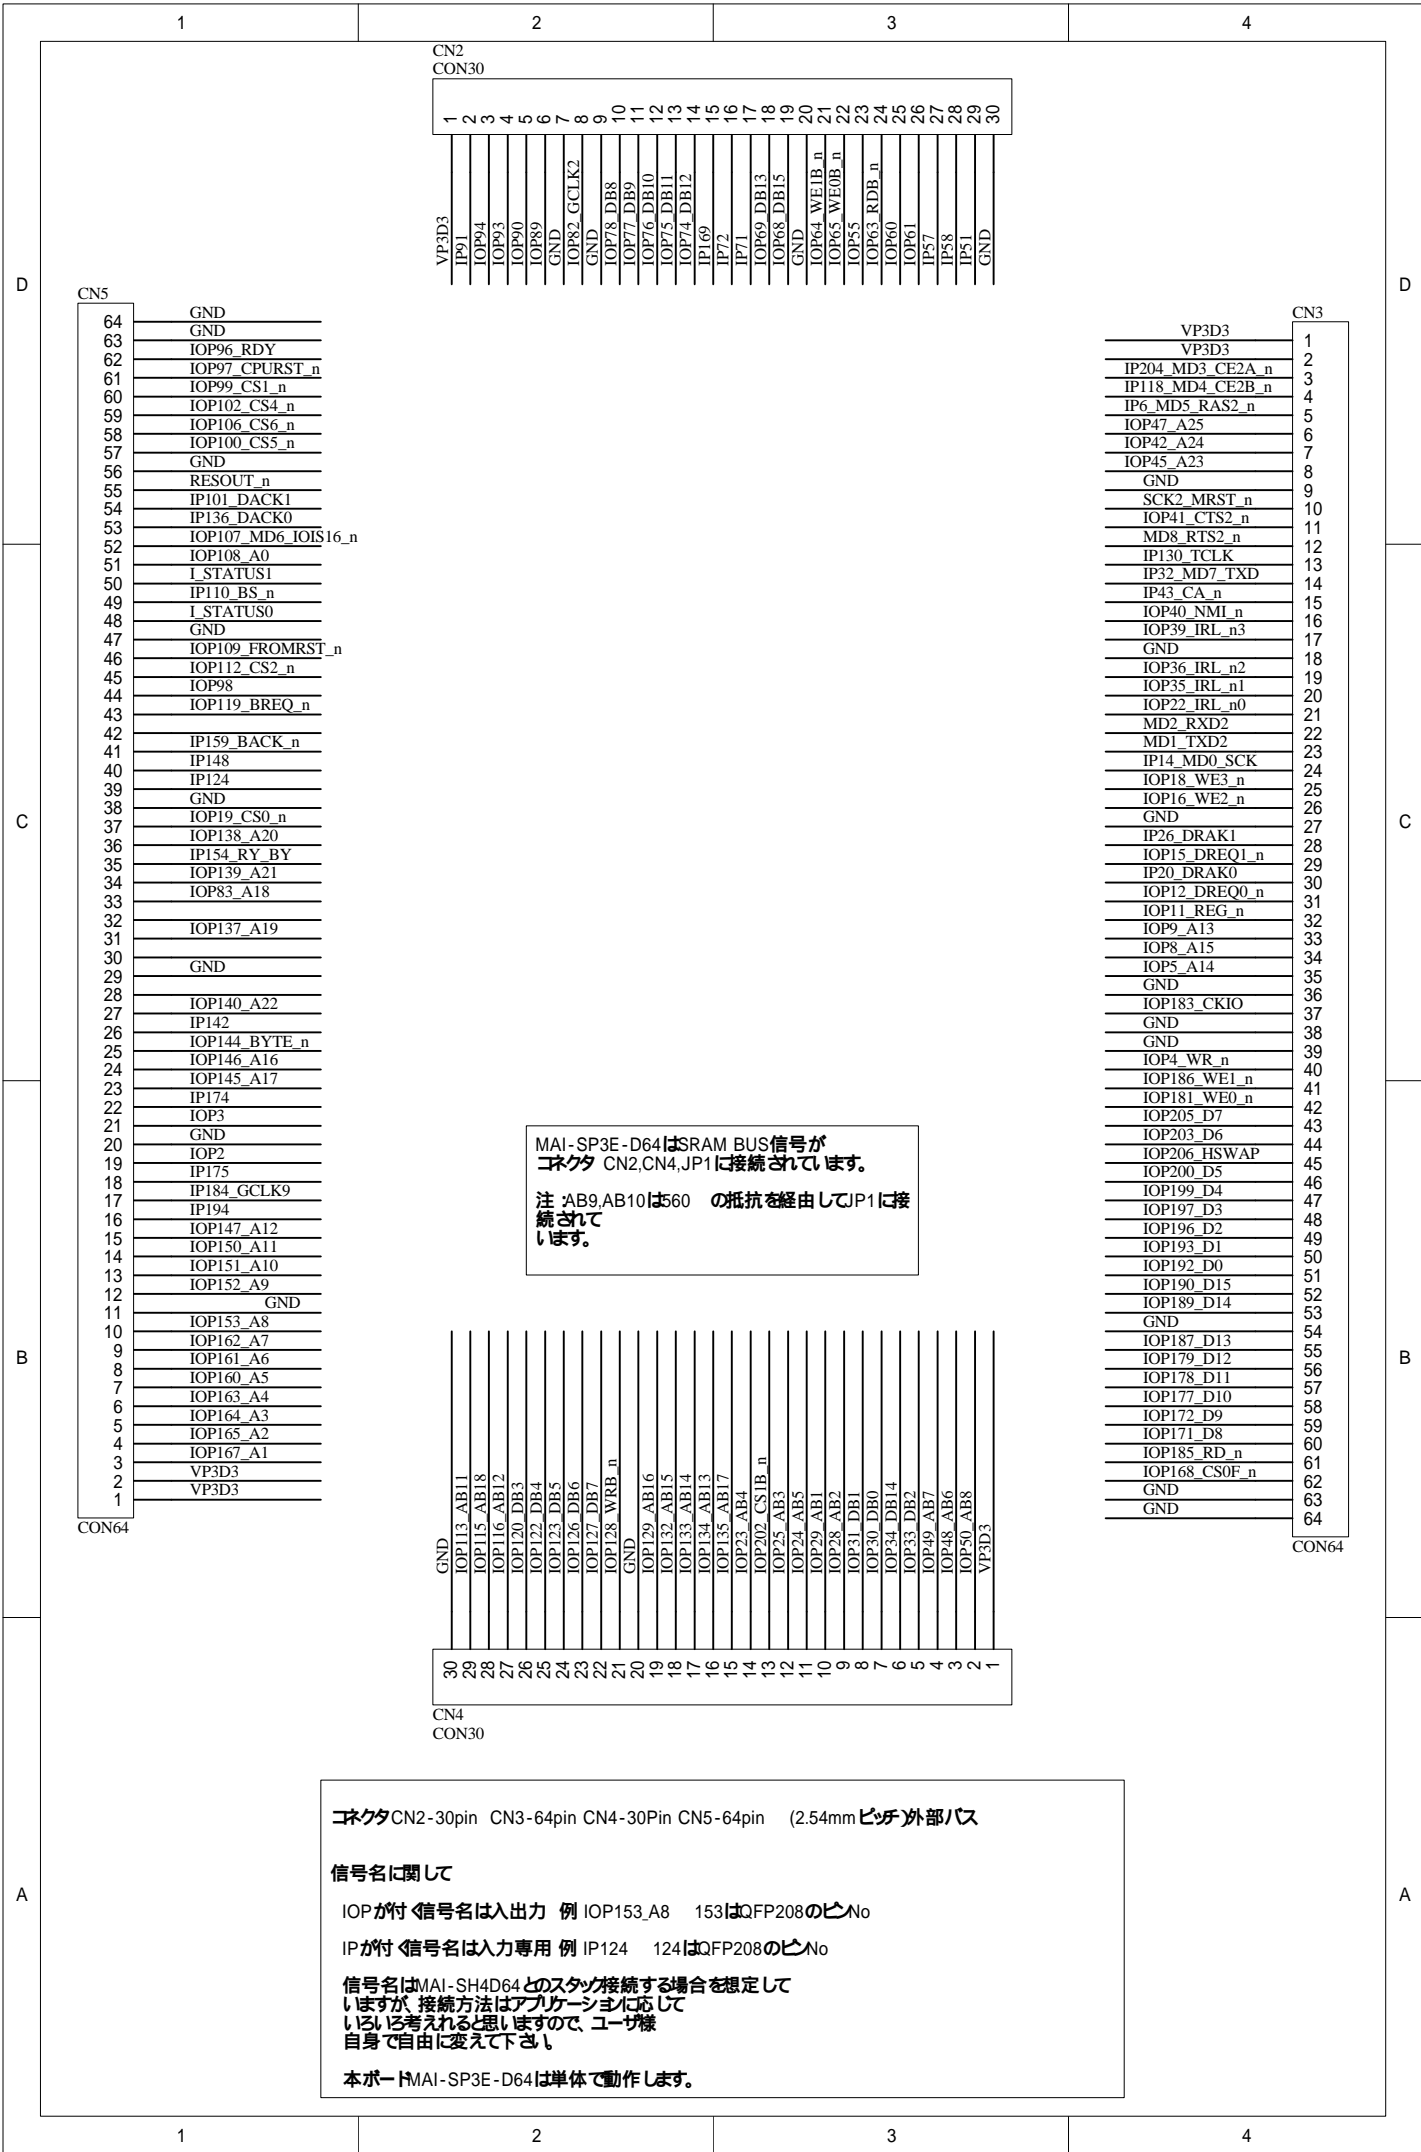 1 2 3 4
CN2
CON30
1 2 3 4 5 6 7 8 9 10 11 12 13 14 15 16 17 18 19 20 21 22 23 24 25 26 27 28 29 30
VP3D3
IP91
IOP94
IOP93
IOP90
IOP89
GND
IOP82_GCLK2
GND
IOP78_DB8
IOP77_DB9
IOP76_DB10
IOP75_DB11
IOP74_DB12
IP169
IP72
IP71
IOP69_DB13
IOP68_DB15
GND
IOP64_WE1B_n
IOP65_WE0B_n
IOP55
IOP63_RDB_n
IOP60
IOP61
IP57
IP58
IP51
GND
D D
CN5
64 GND
63 GND
62 IOP96_RDY
61 IOP97_CPURST_n
60 IOP99_CS1_n
59 IOP102_CS4_n
58 IOP106_CS6_n
57 IOP100_CS5_n
56 GND
55 RESOUT_n
54 IP101_DACK1
53 IP136_DACK0
52 IOP107_MD6_IOIS16_n
51 IOP108_A0
50 I_STATUS1
49 IP110_BS_n
48 I_STATUS0
47 GND
46 IOP109_FROMRST_n
45 IOP112_CS2_n
44 IOP98
43 IOP119_BREQ_n
42
41 IP159_BACK_n
40 IP148
39 IP124
38 GND
37 IOP19_CS0_n
36 IOP138_A20
35 IP154_RY_BY
34 IOP139_A21
33 IOP83_A18
32
31 IOP137_A19
30
29 GND
28
27 IOP140_A22
26 IP142
25 IOP144_BYTE_n
24 IOP146_A16
23 IOP145_A17
22 IP174
21 IOP3
20 GND
19 IOP2
18 IP175
17 IP184_GCLK9
16 IP194
15 IOP147_A12
14 IOP150_A11
13 IOP151_A10
12 IOP152_A9
11 GND
10 IOP153_A8
9 IOP162_A7
8 IOP161_A6
7 IOP160_A5
6 IOP163_A4
5 IOP164_A3
4 IOP165_A2
3 IOP167_A1
2 VP3D3
1 VP3D3
CON64
CN3
VP3D3 1
VP3D3 2
IP204_MD3_CE2A_n 3
IP118_MD4_CE2B_n 4
IP6_MD5_RAS2_n 5
IOP47_A25 6
IOP42_A24 7
IOP45_A23 8
GND 9
SCK2_MRST_n 10
IOP41_CTS2_n 11
MD8_RTS2_n 12
IP130_TCLK 13
IP32_MD7_TXD 14
IP43_CA_n 15
IOP40_NMI_n 16
IOP39_IRL_n3 17
GND 18
IOP36_IRL_n2 19
IOP35_IRL_n1 20
IOP22_IRL_n0 21
MD2_RXD2 22
MD1_TXD2 23
IP14_MD0_SCK 24
IOP18_WE3_n 25
IOP16_WE2_n 26
GND 27
IP26_DRAK1 28
IOP15_DREQ1_n 29
IP20_DRAK0 30
IOP12_DREQ0_n 31
IOP11_REG_n 32
IOP9_A13 33
IOP8_A15 34
IOP5_A14 35
GND 36
IOP183_CKIO 37
GND 38
GND 39
IOP4_WR_n 40
IOP186_WE1_n 41
IOP181_WE0_n 42
IOP205_D7 43
IOP203_D6 44
IOP206_HSWAP 45
IOP200_D5 46
IOP199_D4 47
IOP197_D3 48
IOP196_D2 49
IOP193_D1 50
IOP192_D0 51
IOP190_D15 52
IOP189_D14 53
GND 54
IOP187_D13 55
IOP179_D12 56
IOP178_D11 57
IOP177_D10 58
IOP172_D9 59
IOP171_D8 60
IOP185_RD_n 61
IOP168_CS0F_n 62
GND 63
GND 64
CON64
C C
MAI-SP3E-D64はSRAM BUS信号が
コネクタ CN2,CN4,JP1に接続されています。
注:AB9,AB10は560 の抵抗を経由してJP1に接
続されて
います。
B B
GND
IOP113_AB11
IOP115_AB18
IOP116_AB12
IOP120_DB3
IOP122_DB4
IOP123_DB5
IOP126_DB6
IOP127_DB7
IOP128_WRB_n
GND
IOP129_AB16
IOP132_AB15
IOP133_AB14
IOP134_AB13
IOP135_AB17
IOP23_AB4
IOP202_CS1B_n
IOP25_AB3
IOP24_AB5
IOP29_AB1
IOP28_AB2
IOP31_DB1
IOP30_DB0
IOP34_DB14
IOP33_DB2
IOP49_AB7
IOP48_AB6
IOP50_AB8
VP3D3
30 29 28 27 26 25 24 23 22 21 20 19 18 17 16 15 14 13 12 11 10 9 8 7 6 5 4 3 2 1
CN4
CON30
コネクタCN2-30pin CN3-64pin CN4-30Pin CN5-64pin (2.54mmピッチ)外部バス
信号名に関して
IOPが付く信号名は入出力 例 IOP153_A8 153はQFP208のピンNo
IPが付く信号名は入力専用 例 IP124 124はQFP208のピンNo
信号名はMAI-SH4D64とのスタック接続する場合を想定して
いますが、接続方法はアプリケーションに応じて
いろいろ考えれると思いますので、ユーザ様
自身で自由に変えて下さい。
本ボードMAI-SP3E-D64は単体で動作します。
A A
1 2 3 4